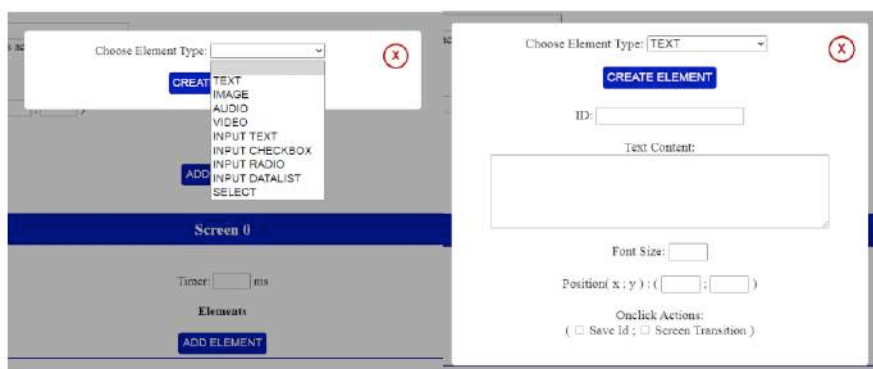 Choose Element Type:
X
CREAT
TEXT
IMAGE
AUDIO
VIDEO
INPUT TEXT
INPUT CHECKBOX
INPUT RADIO
INPUT DATALIST
SELECT
ADD
Screen 0
Timer: ms
Elements
ADD ELEMENT
Choose Element Type: TEXT
X
CREATE ELEMENT
ID:
Text Content:
Font Size:
Position( x ; y ) : ( ; )
Onclick Actions:
( Save Id ; Screen Transition )